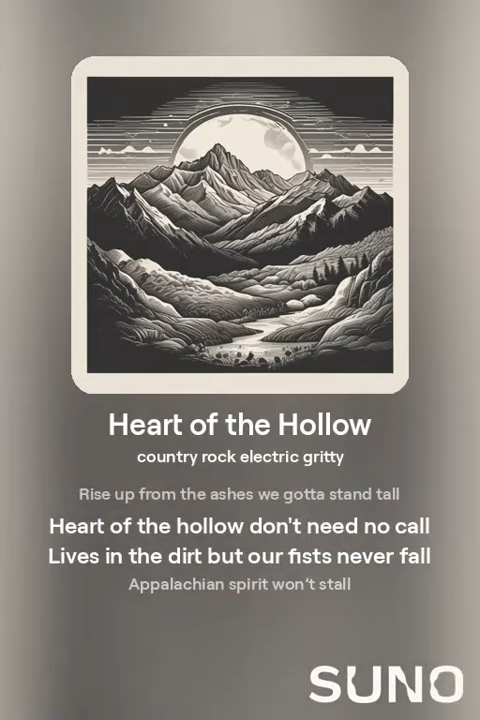 Heart of the Hollow
country rock electric gritty
Rise up from the ashes we gotta stand tall
Heart of the hollow don't need no call
Lives in the dirt but our fists never fall
Appalachian spirit won't stall
SUNO